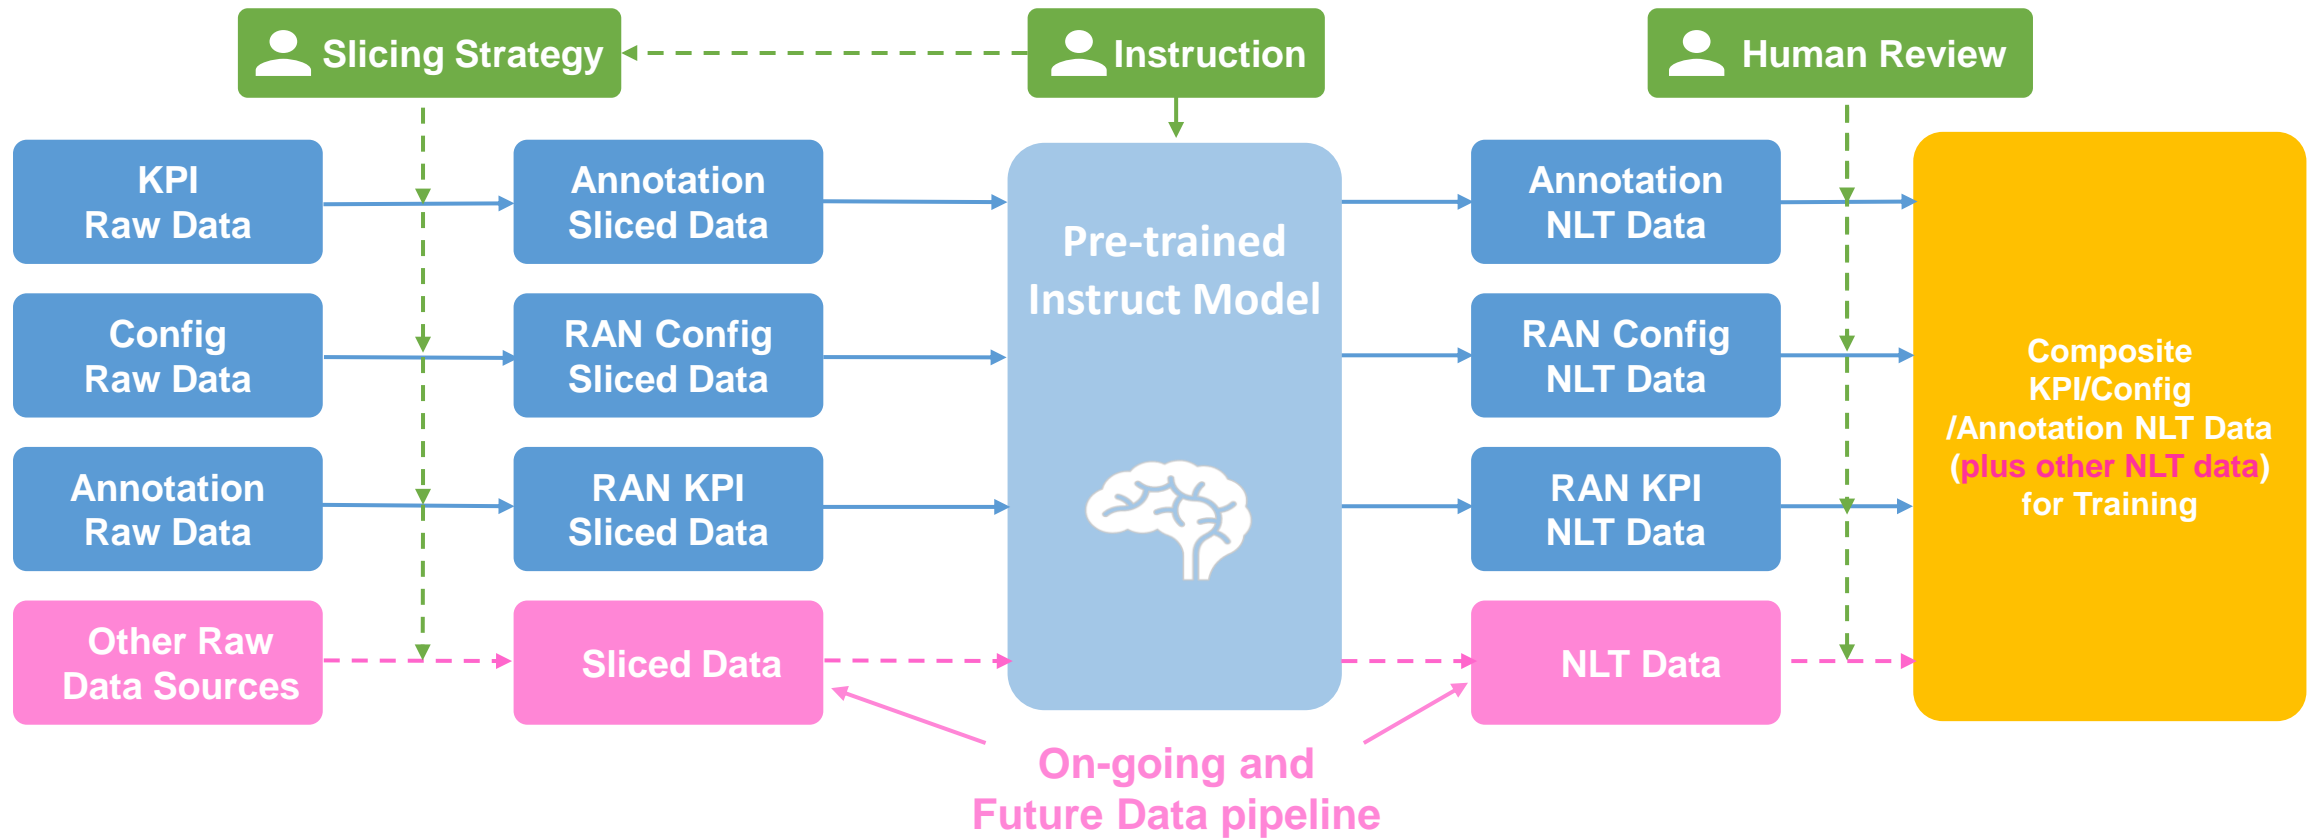 Slicing Strategy
Instruction
Human Review
KPI
Raw Data
Annotation
Sliced Data
Annotation
NLT Data
Config
Raw Data
RAN Config
Sliced Data
RAN Config
NLT Data
Annotation
Raw Data
RAN KPI
Sliced Data
RAN KPI
NLT Data
Other Raw
Data Sources
Sliced Data
NLT Data
Pre-trained
Instruct Model
Composite
KPI/Config
/Annotation NLT Data
(plus other NLT data)
for Training
On-going and
Future Data pipeline